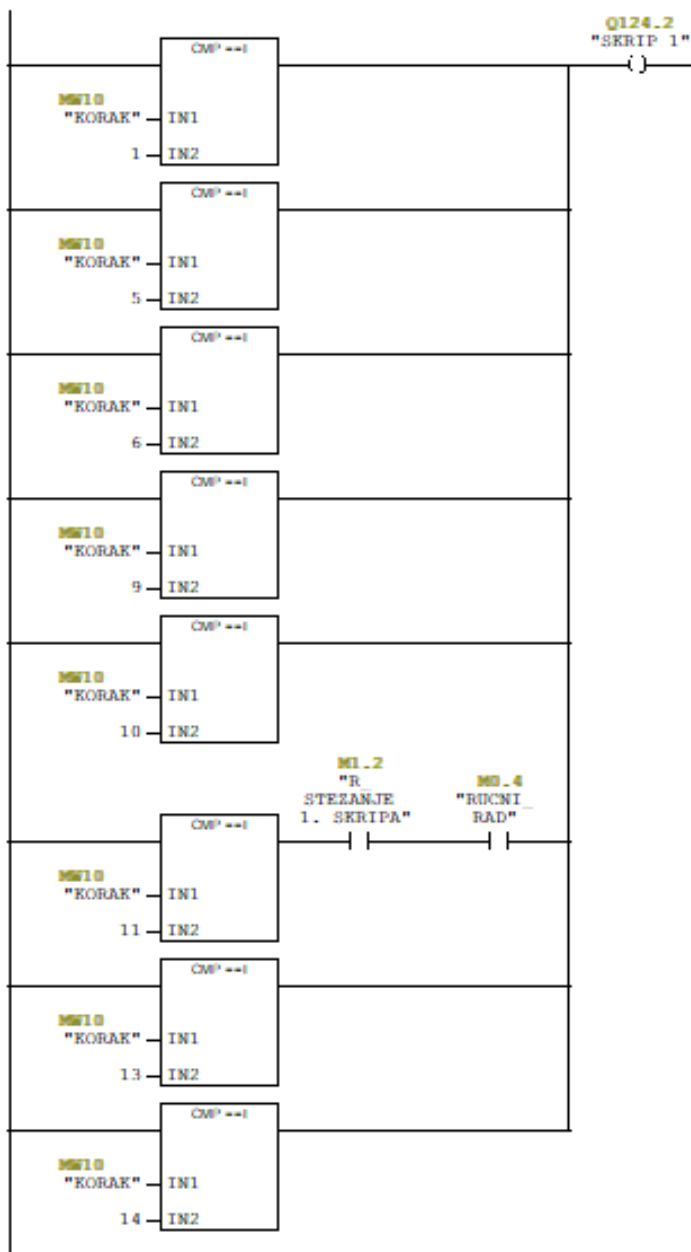 Q124.2
"SKRIP 1"
CMP ==I
MW10
"KORAK"
IN1
1
IN2
CMP ==I
MW10
"KORAK"
IN1
5
IN2
CMP ==I
MW10
"KORAK"
IN1
6
IN2
CMP ==I
MW10
"KORAK"
IN1
9
IN2
CMP ==I
MW10
"KORAK"
IN1
10
IN2
M1.2
"R_
STEZANJE
1. SKRIPA"
M0.4
"RUCNI_
RAD"
CMP ==I
MW10
"KORAK"
IN1
11
IN2
CMP ==I
MW10
"KORAK"
IN1
13
IN2
CMP ==I
MW10
"KORAK"
IN1
14
IN2